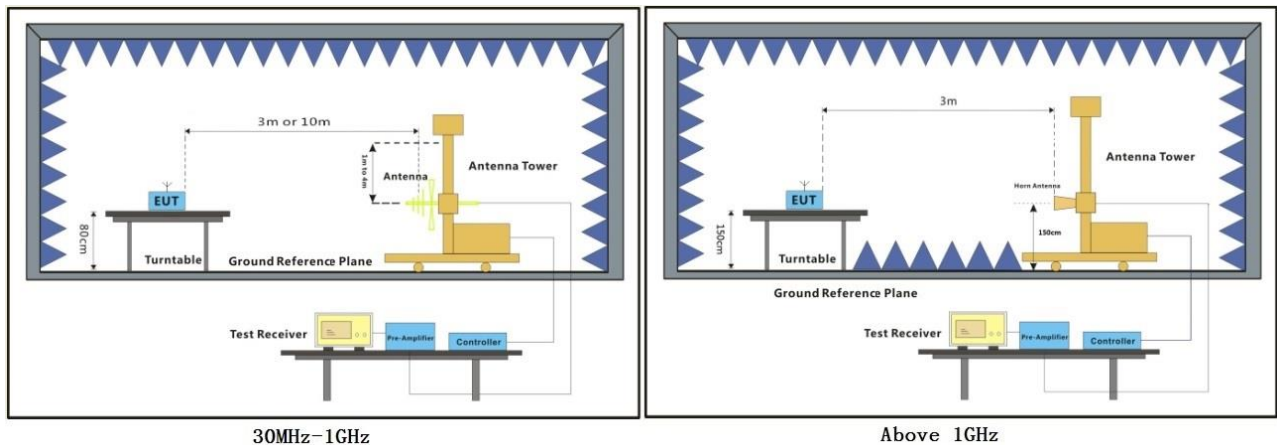 3m or 10m
1m to 4m
Antenna
Antenna Tower
EUT
80cm
Turntable
Ground Reference Plane
Test Receiver
Pre-Amplifier
Controller
30MHz-1GHz
3m
Antenna Tower
Horn Antenna
EUT
150cm
150cm
Turntable
Ground Reference Plane
Test Receiver
Pre-Amplifier
Controller
Above 1GHz